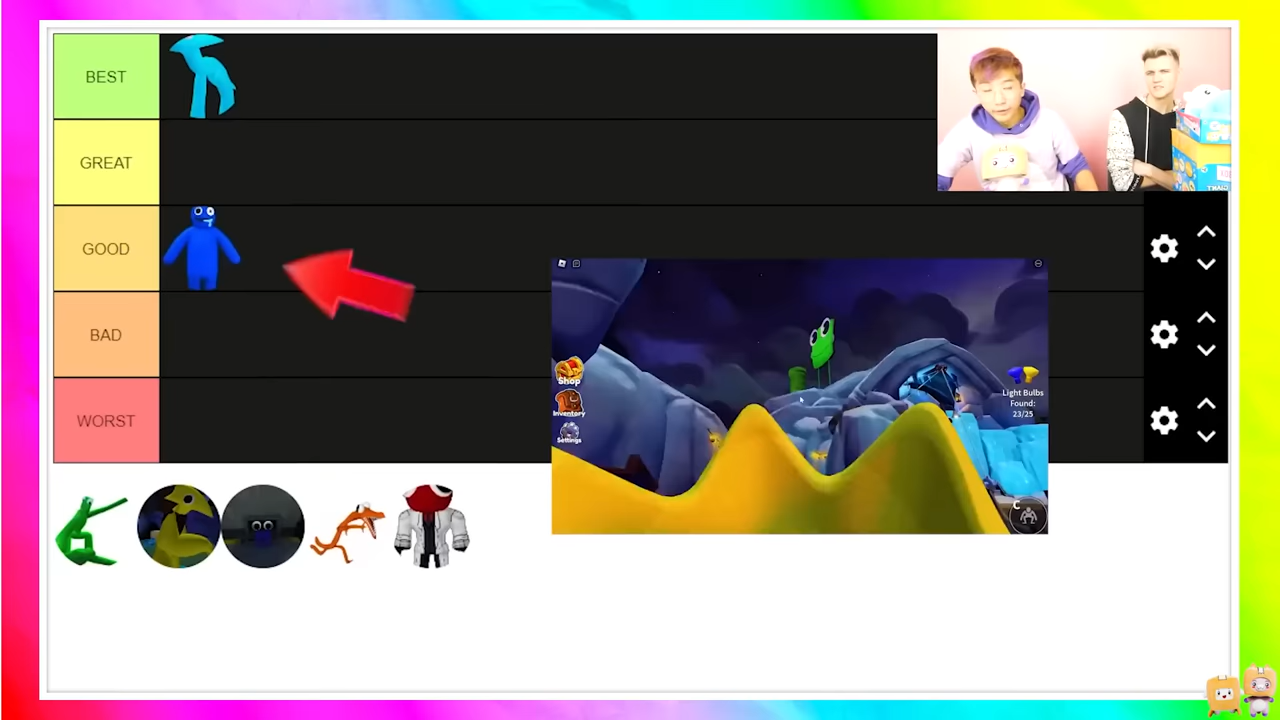 BEST
GREAT
GOOD
BAD
WORST
Shop
Inventory
Settings
Light Bulbs
Found:
23/25
C